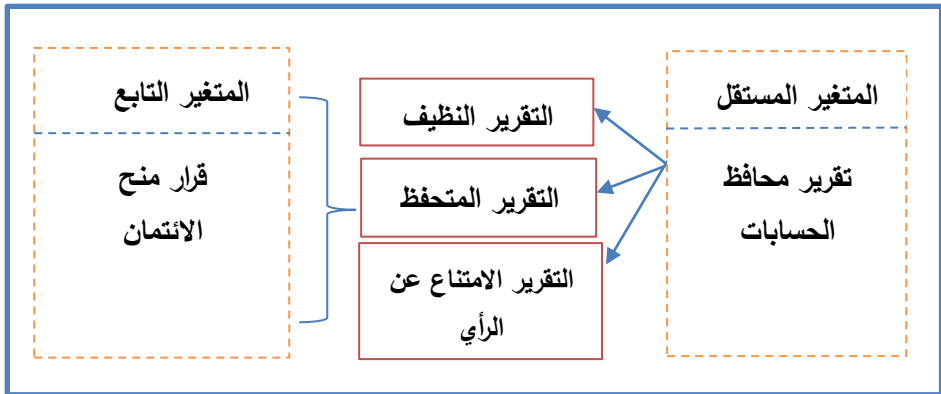 المتغير المستقل
تقرير محافظ
الحسابات
التقرير النظيف
التقرير المتحفظ
التقرير الامتناع عن
الرأي
المتغير التابع
قرار منح
الائتمان